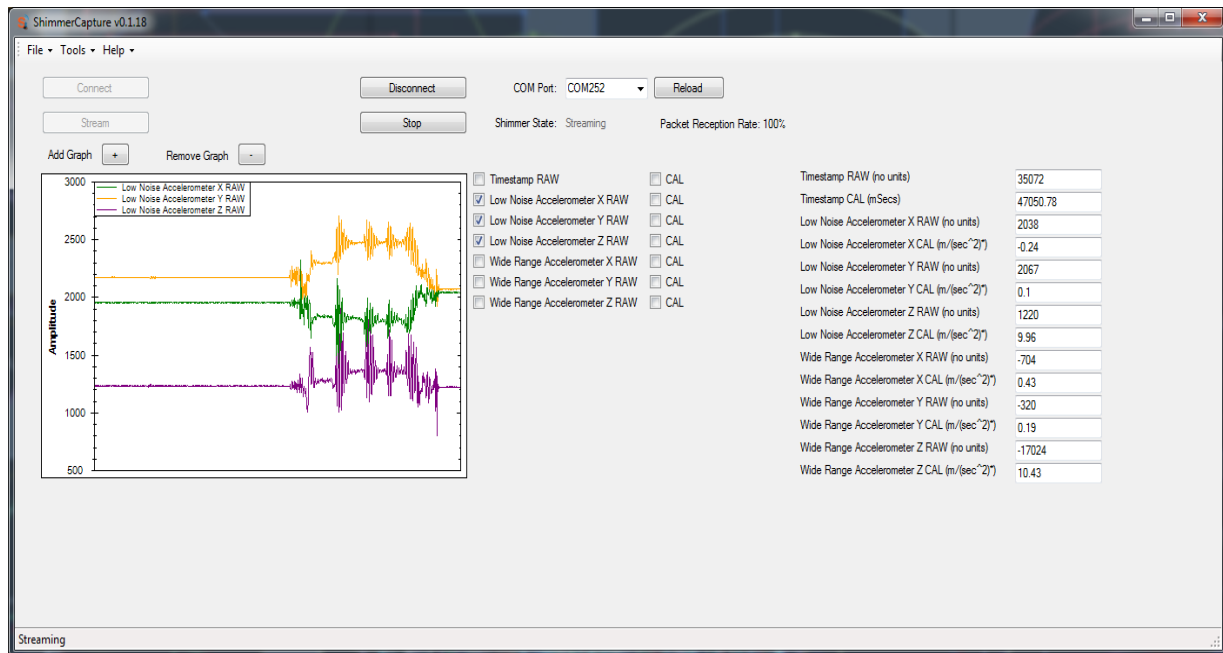 ShimmerCapture v0.1.18
File Tools Help
Connect
Disconnect
COM Port: COM252
Reload
Stream
Stop
Shimmer State: Streaming
Packet Reception Rate: 100%
Add Graph +
Remove Graph -
3000
2500
2000
1500
1000
500
Amplitude
Low Noise Accelerometer X RAW
Low Noise Accelerometer Y RAW
Low Noise Accelerometer Z RAW
Timestamp RAW CAL
Low Noise Accelerometer X RAW CAL
Low Noise Accelerometer Y RAW CAL
Low Noise Accelerometer Z RAW CAL
Wide Range Accelerometer X RAW CAL
Wide Range Accelerometer Y RAW CAL
Wide Range Accelerometer Z RAW CAL
Timestamp RAW (no units) 35072
Timestamp CAL (mSecs) 47050.78
Low Noise Accelerometer X RAW (no units) 2038
Low Noise Accelerometer X CAL (m/(sec^2)*) -0.24
Low Noise Accelerometer Y RAW (no units) 2067
Low Noise Accelerometer Y CAL (m/(sec^2)*) 0.1
Low Noise Accelerometer Z RAW (no units) 1220
Low Noise Accelerometer Z CAL (m/(sec^2)*) 9.96
Wide Range Accelerometer X RAW (no units) -704
Wide Range Accelerometer X CAL (m/(sec^2)*) 0.43
Wide Range Accelerometer Y RAW (no units) -320
Wide Range Accelerometer Y CAL (m/(sec^2)*) 0.19
Wide Range Accelerometer Z RAW (no units) -17024
Wide Range Accelerometer Z CAL (m/(sec^2)*) 10.43
Streaming